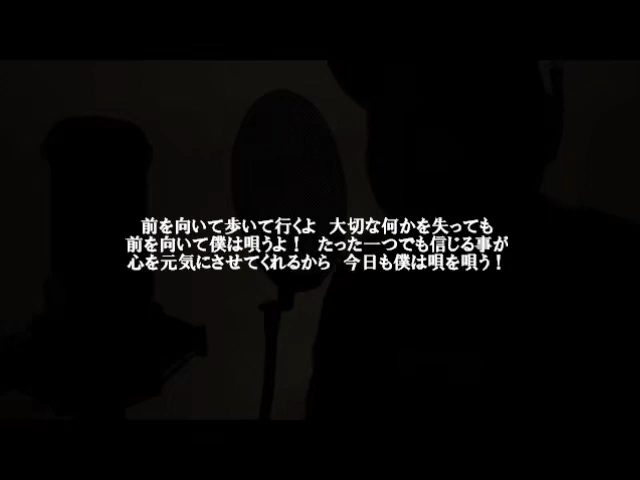 前を向いて歩いて行くよ 大切な何かを失っても
前を向いて僕は唄うよ！ たった一つでも信じる事が
心を元気にさせてくれるから 今日も僕は唄を唄う！